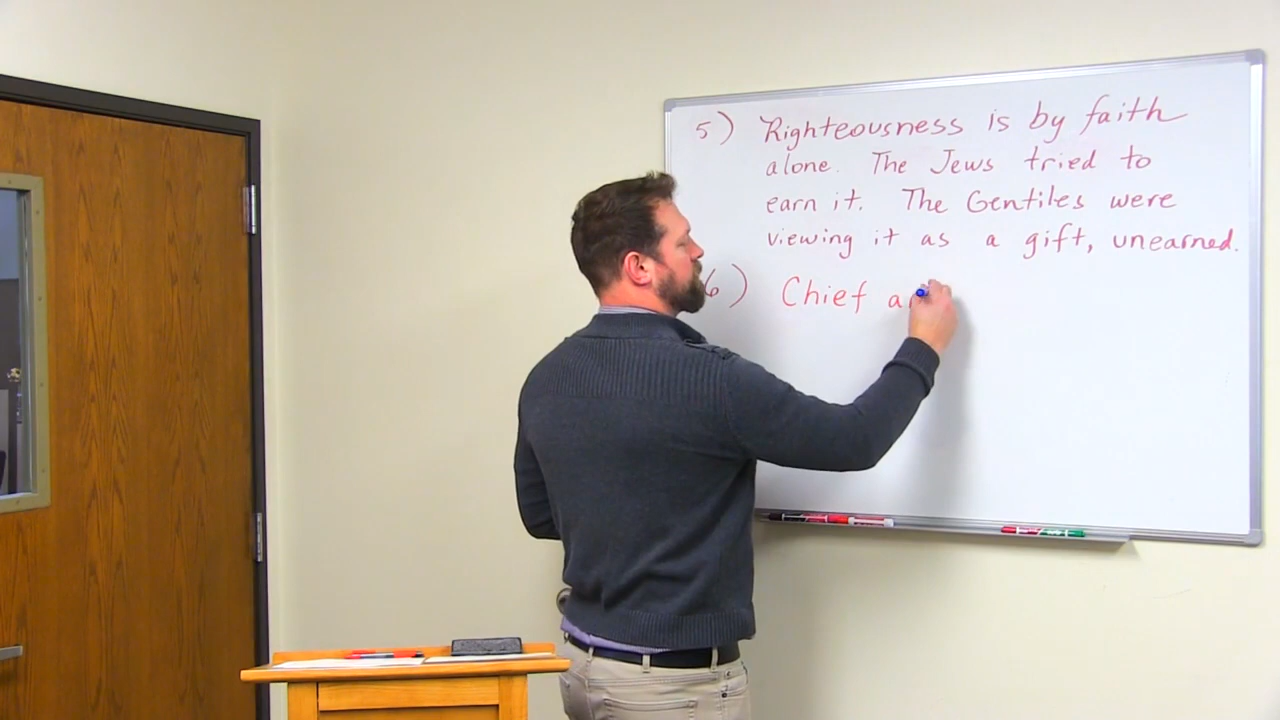 5) Righteousness is by faith
alone. The Jews tried to
earn it. The Gentiles were
viewing it as a gift, unearned.
6) Chief a